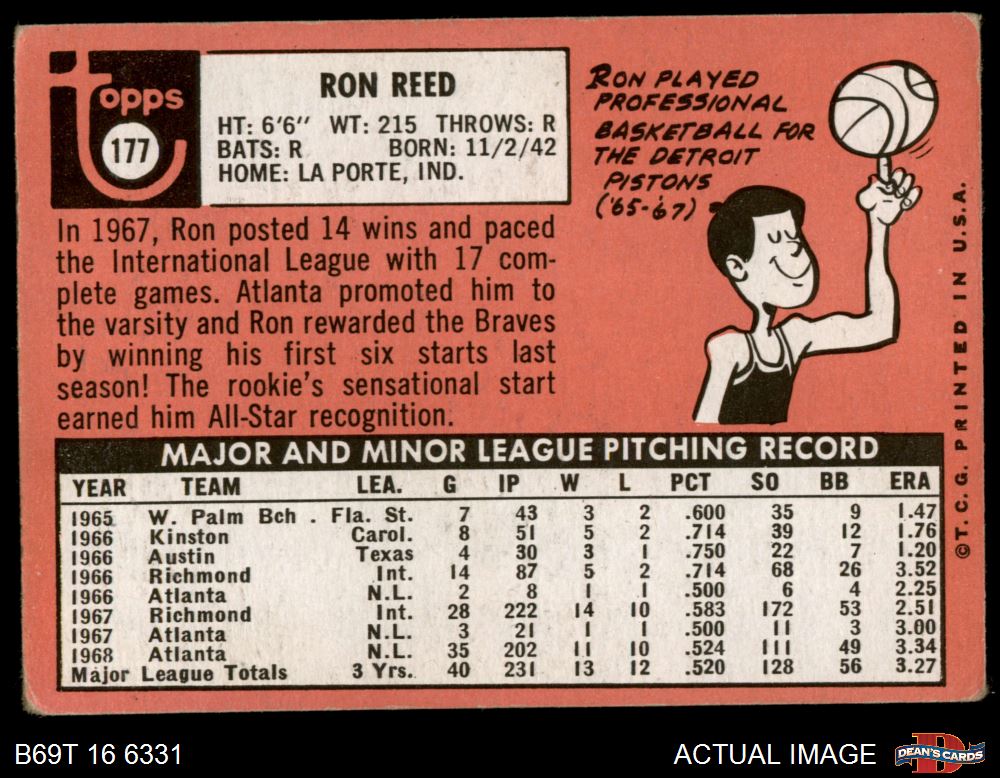 topps
177
RON REED
HT: 6'6" WT: 215 THROWS: R
BATS: R BORN: 11/2/42
HOME: LA PORTE, IND.
RON PLAYED
PROFESSIONAL
BASKETBALL FOR
THE DETROIT
PISTONS
('65-67)
In 1967, Ron posted 14 wins and paced
the International League with 17 com-
plete games. Atlanta promoted him to
the varsity and Ron rewarded the Braves
by winning his first six starts last
season! The rookie's sensational start
earned him All-Star recognition.
©T.C.G. PRINTED IN U.S.A.
MAJOR AND MINOR LEAGUE PITCHING RECORD
YEAR TEAM LEA. G IP W L PCT SO BB ERA
1965 W. Palm Bch . Fla. St. 7 43 3 2 .600 35 9 1.47
1966 Kinston Carol. 8 51 5 2 .714 39 12 1.76
1966 Austin Texas 4 30 3 1 .750 22 7 1.20
1966 Richmond Int. 14 87 5 2 .714 68 26 3.52
1966 Atlanta N.L. 2 8 1 1 .500 6 4 2.25
1967 Richmond Int. 28 222 14 10 .583 172 53 2.51
1967 Atlanta N.L. 3 21 1 1 .500 11 3 3.00
1968 Atlanta N.L. 35 202 11 10 .524 111 49 3.34
Major League Totals 3 Yrs. 40 231 13 12 .520 128 56 3.27
B69T 16 6331
ACTUAL IMAGE
D
DEAN'S CARDS